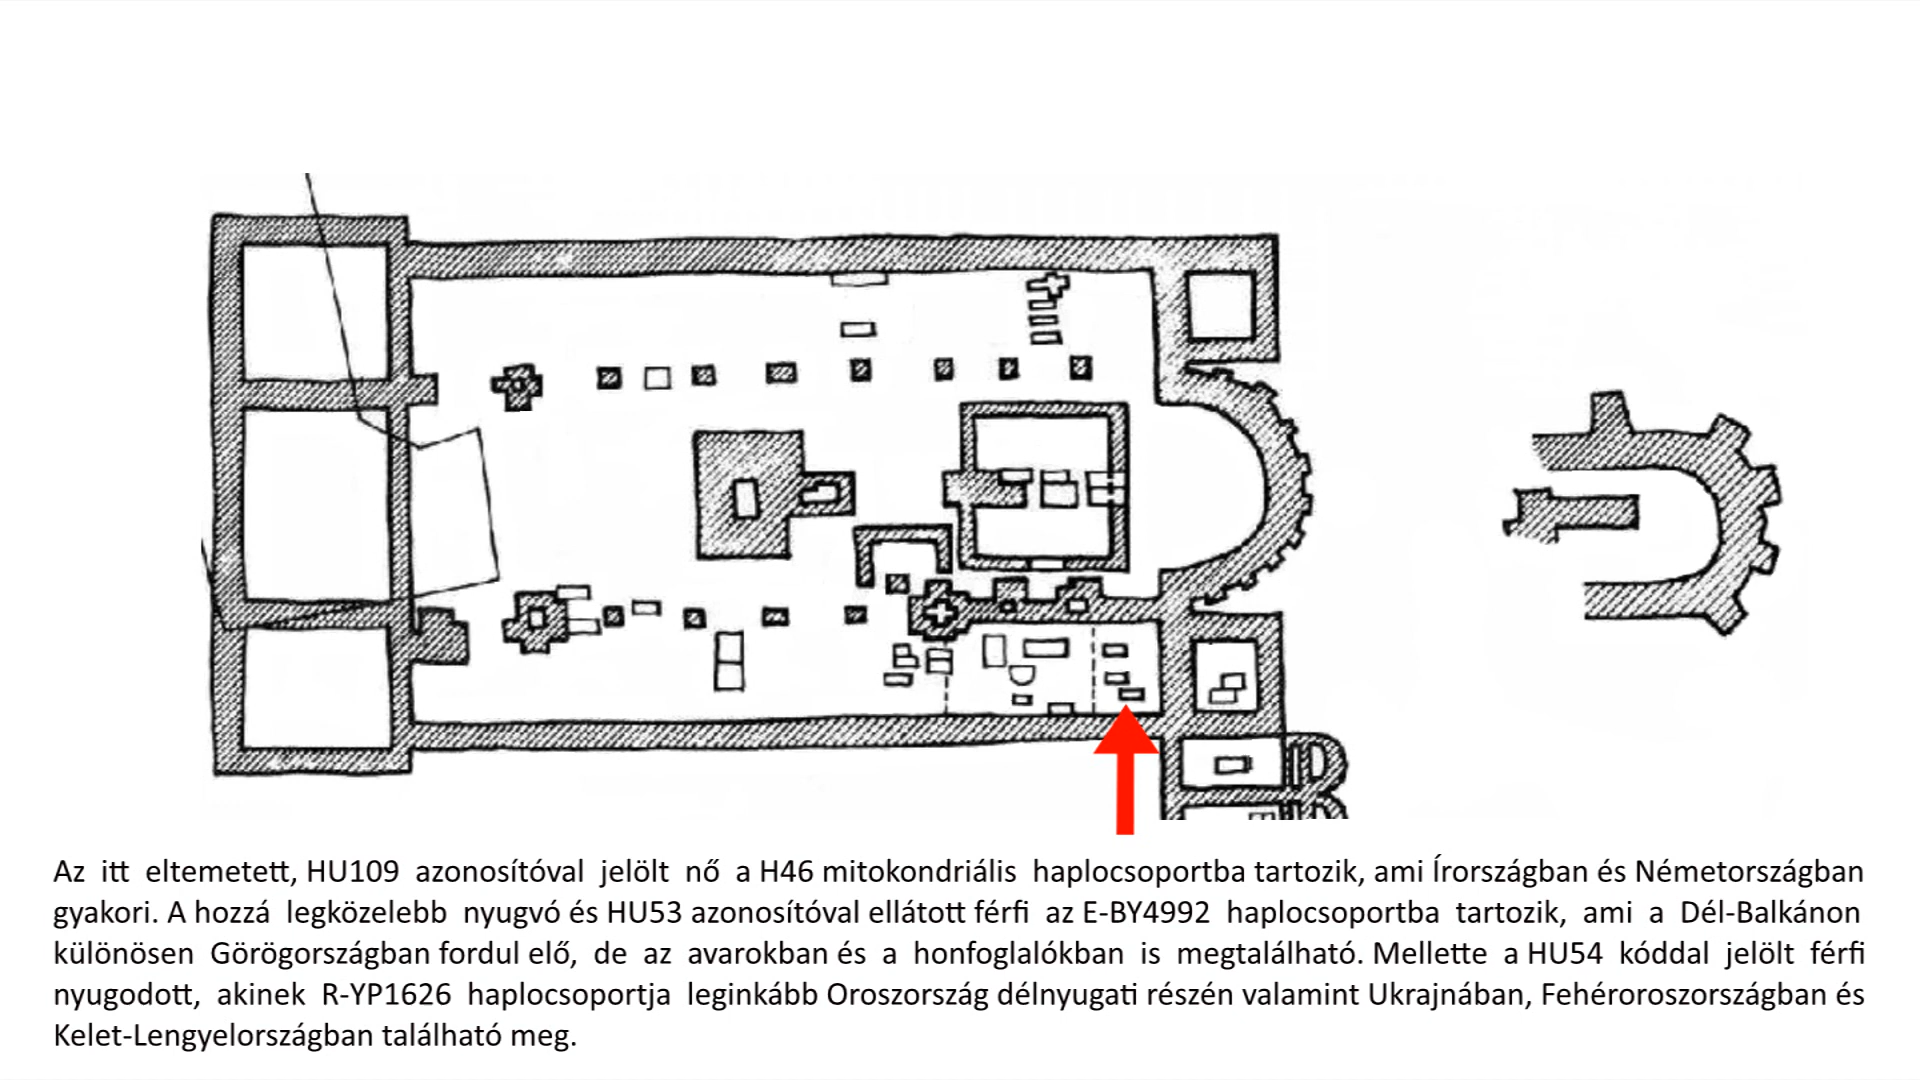 Az itt eltemetett, HU109 azonosítóval jelölt nő a H46 mitokondriális haplocsoportba tartozik, ami Írországban és Németországban
gyakori. A hozzá legközelebb nyugvó és HU53 azonosítóval ellátott férfi az E-BY4992 haplocsoportba tartozik, ami a Dél-Balkánon
különösen Görögországban fordul elő, de az avarokban és a honfoglalókban is megtalálható. Mellette a HU54 kóddal jelölt férfi
nyugodott, akinek R-YP1626 haplocsoportja leginkább Oroszország délnyugati részén valamint Ukrajnában, Fehéroroszországban és
Kelet-Lengyelországban található meg.